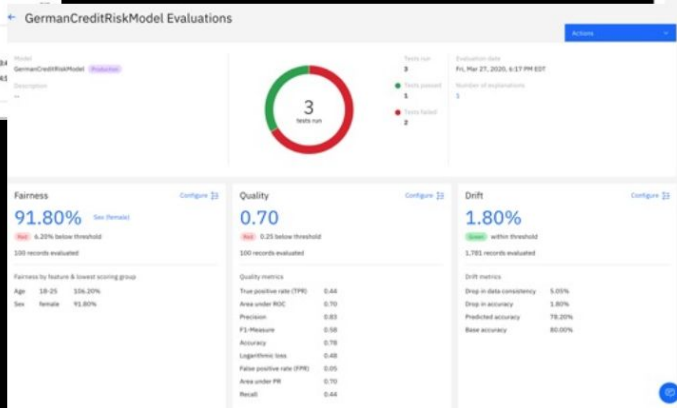 ← GermanCreditRiskModel Evaluations
Actions
Model
GermanCreditRiskModel Production
Description
--
3
tests run
Tests run
3
Tests passed
1
Tests failed
2
Evaluation date
Fri, Mar 27, 2020, 6:17 PM EDT
Number of explanations
1
Fairness
Configure
91.80% Sex (female)
Red 6.20% below threshold
100 records evaluated
Fairness by feature & lowest scoring group
Age 18-25 106.20%
Sex female 91.80%
Quality
Configure
0.70
Red 0.25 below threshold
100 records evaluated
Quality metrics
True positive rate (TPR) 0.44
Area under ROC 0.70
Precision 0.83
F1-Measure 0.58
Accuracy 0.78
Logarithmic loss 0.48
False positive rate (FPR) 0.05
Area under PR 0.70
Recall 0.44
Drift
Configure
1.80%
Green within threshold
1,781 records evaluated
Drift metrics
Drop in data consistency 5.05%
Drop in accuracy 1.80%
Predicted accuracy 78.20%
Base accuracy 80.00%